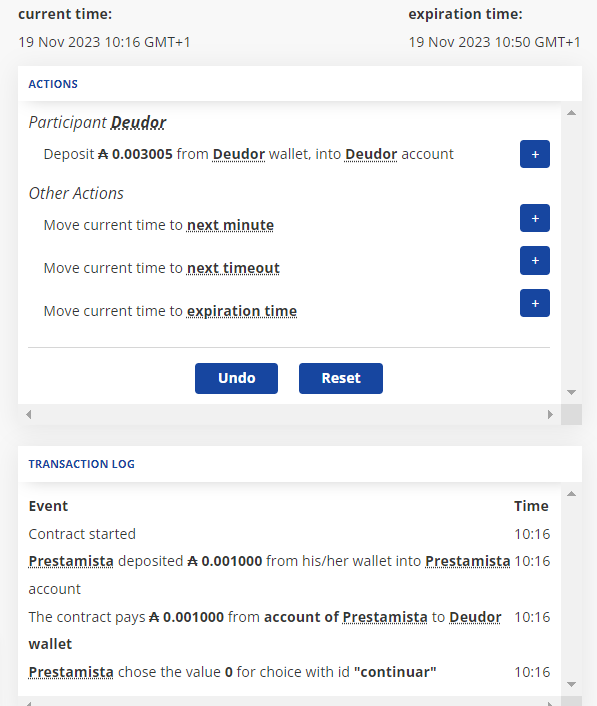 current time: expiration time:
19 Nov 2023 10:16 GMT+1 19 Nov 2023 10:50 GMT+1
ACTIONS
Participant Deudor
Deposit ₳ 0.003005 from Deudor wallet, into Deudor account +
Other Actions
Move current time to next minute +
Move current time to next timeout +
Move current time to expiration time +
Undo Reset
TRANSACTION LOG
Event Time
Contract started 10:16
Prestamista deposited ₳ 0.001000 from his/her wallet into Prestamista 10:16
account
The contract pays ₳ 0.001000 from account of Prestamista to Deudor 10:16
wallet
Prestamista chose the value 0 for choice with id "continuar" 10:16